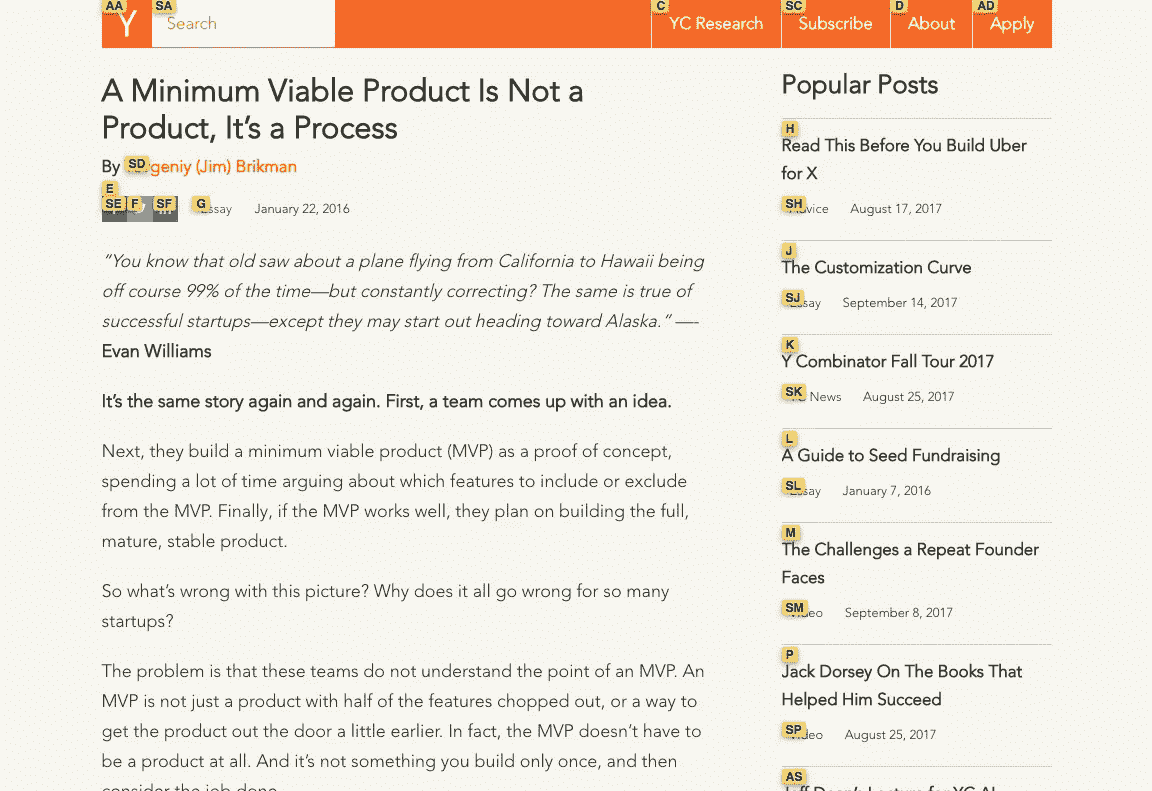 AA
Y
SA
Search
C
YC Research
SC
Subscribe
D
About
AD
Apply
A Minimum Viable Product Is Not a
Product, It’s a Process
By SD geniy (Jim) Brikman
E
SE
F
SF
G
ssay
January 22, 2016
“You know that old saw about a plane flying from California to Hawaii being
off course 99% of the time—but constantly correcting? The same is true of
successful startups—except they may start out heading toward Alaska.” —-
Evan Williams
It’s the same story again and again. First, a team comes up with an idea.
Next, they build a minimum viable product (MVP) as a proof of concept,
spending a lot of time arguing about which features to include or exclude
from the MVP. Finally, if the MVP works well, they plan on building the full,
mature, stable product.
So what’s wrong with this picture? Why does it all go wrong for so many
startups?
The problem is that these teams do not understand the point of an MVP. An
MVP is not just a product with half of the features chopped out, or a way to
get the product out the door a little earlier. In fact, the MVP doesn’t have to
be a product at all. And it’s not something you build only once, and then
consider the job done.
Popular Posts
H
Read This Before You Build Uber
for X
SH vice August 17, 2017
J
The Customization Curve
SJ say September 14, 2017
K
Y Combinator Fall Tour 2017
SK News August 25, 2017
L
A Guide to Seed Fundraising
SL say January 7, 2016
M
The Challenges a Repeat Founder
Faces
SM eo September 8, 2017
P
Jack Dorsey On The Books That
Helped Him Succeed
SP eo August 25, 2017
AS
Jeff Dean’s Lecture for YC AI